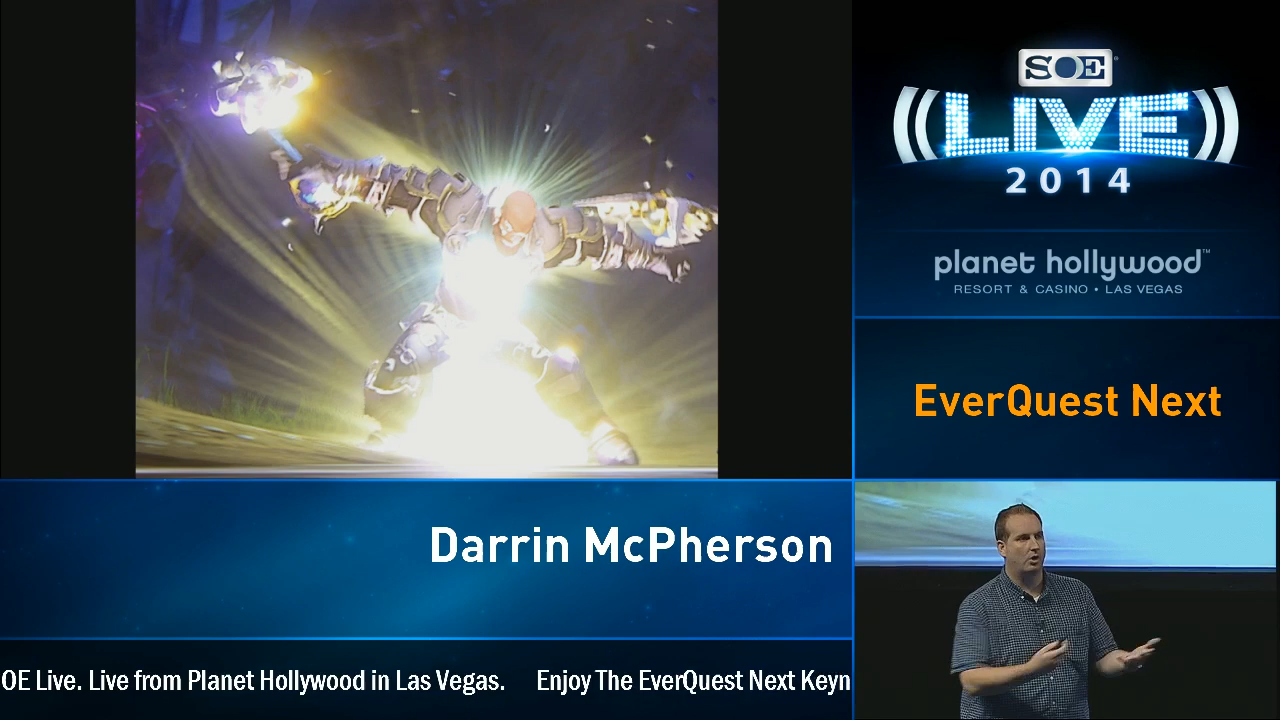 SOE
LIVE
2014
planet hollywood™
RESORT & CASINO • LAS VEGAS
EverQuest Next
Darrin McPherson
OE Live. Live from Planet Hollywood in Las Vegas. Enjoy The EverQuest Next Keyn